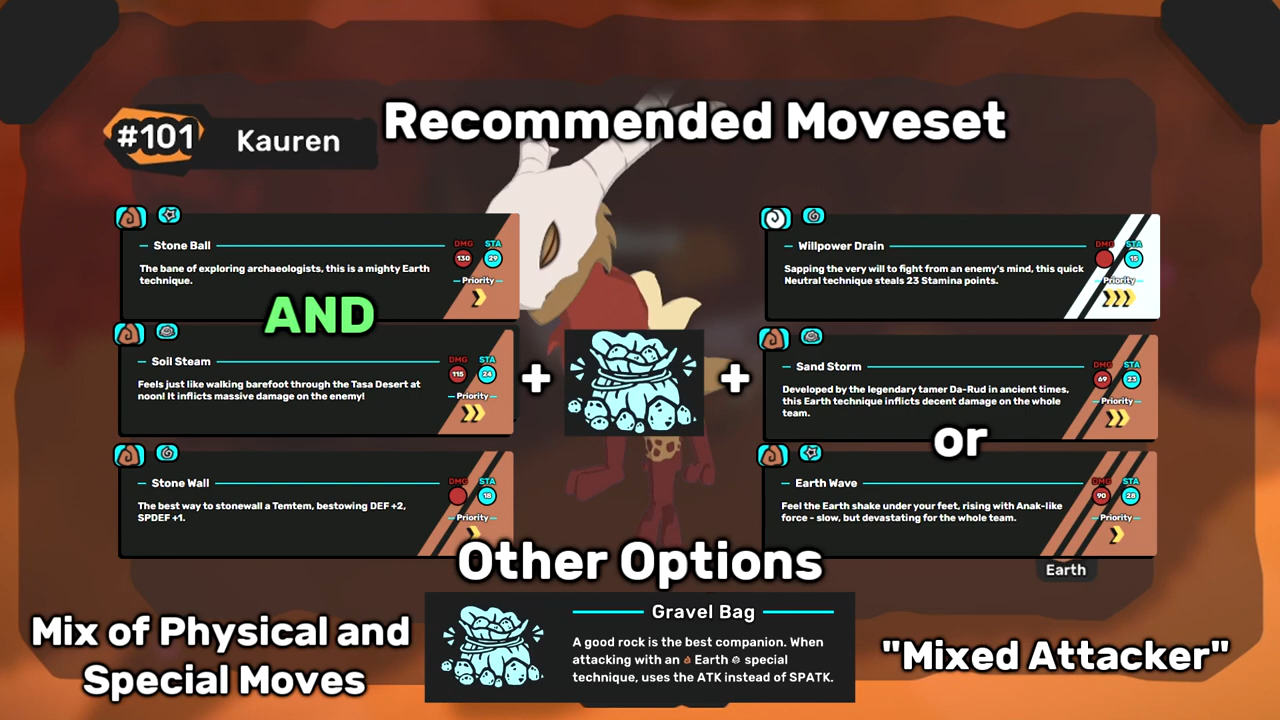 Recommended Moveset
#101 Kauren
Stone Ball
DMG STA
130 29
The bane of exploring archaeologists, this is a mighty Earth
technique.
Priority
AND
Soil Steam
DMG STA
115 24
Feels just like walking barefoot through the Tasa Desert at
noon! It inflicts massive damage on the enemy!
Priority
Stone Wall
DMG STA
18
The best way to stonewall a Temtem, bestowing DEF +2,
SPDEF +1.
Priority
+
+
Willpower Drain
DMG STA
15
Sapping the very will to fight from an enemy's mind, this quick
Neutral technique steals 23 Stamina points.
Priority
Sand Storm
DMG STA
69 23
Developed by the legendary tamer Da-Rud in ancient times,
this Earth technique inflicts decent damage on the whole
team.
Priority
or
Earth Wave
DMG STA
90 28
Feel the Earth shake under your feet, rising with Anak-like
force - slow, but devastating for the whole team.
Priority
Earth
Other Options
Mix of Physical and
Special Moves
Gravel Bag
A good rock is the best companion. When
attacking with an Earth special
technique, uses the ATK instead of SPATK.
"Mixed Attacker"